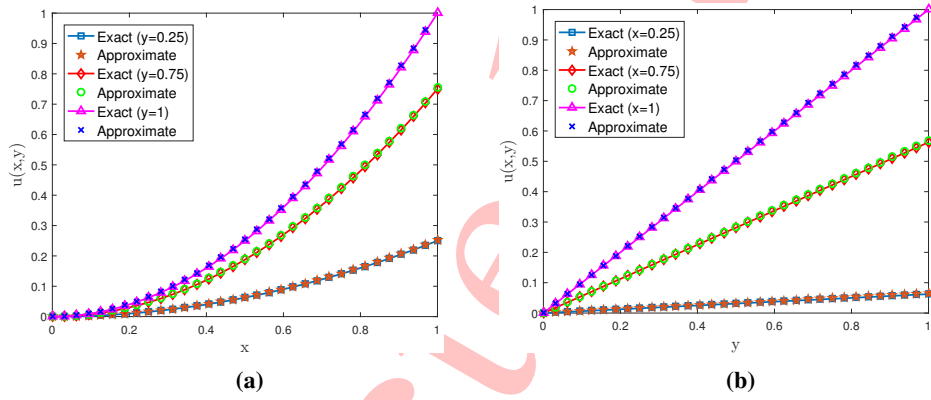 1
0.9
0.8
0.7
0.6
0.5
0.4
0.3
0.2
0.1
0
u(x,y)
Exact (y=0.25)
Approximate
Exact (y=0.75)
Approximate
Exact (y=1)
Approximate
0 0.2 0.4 0.6 0.8 1
x
(a)
1
0.9
0.8
0.7
0.6
0.5
0.4
0.3
0.2
0.1
0
u(x,y)
Exact (x=0.25)
Approximate
Exact (x=0.75)
Approximate
Exact (x=1)
Approximate
0 0.2 0.4 0.6 0.8 1
y
(b)